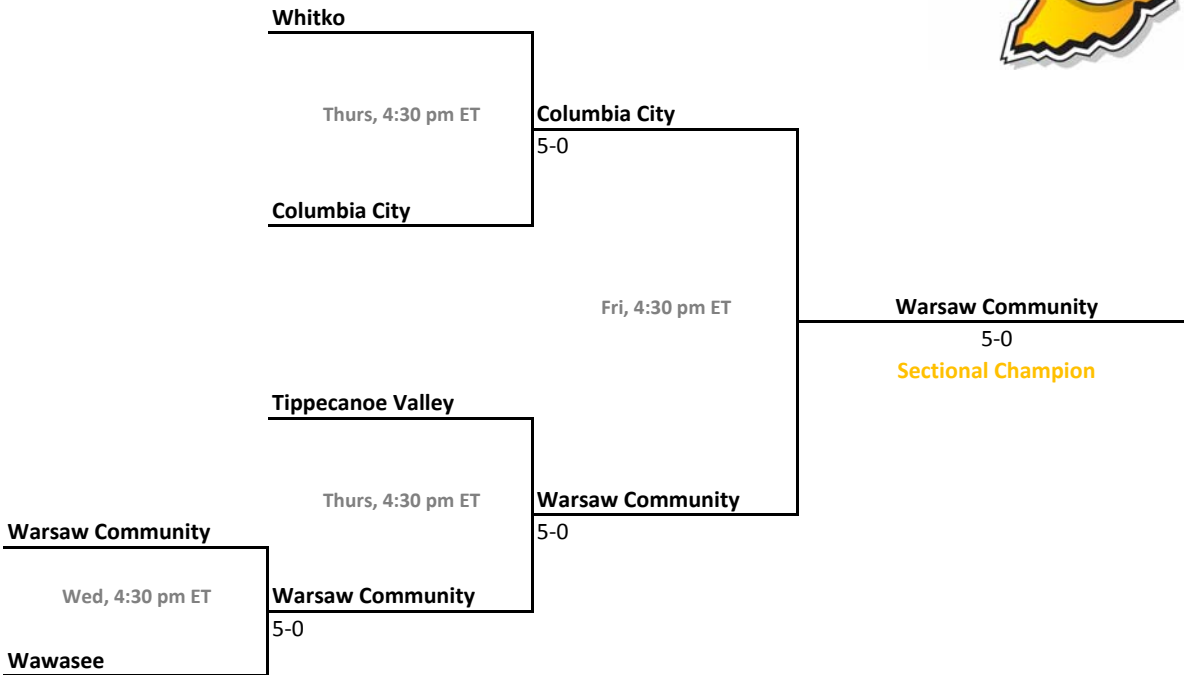 Whitko
Thurs, 4:30 pm ET
Columbia City
5-0
Columbia City
Fri, 4:30 pm ET
Warsaw Community
5-0
Sectional Champion
Tippecanoe Valley
Thurs, 4:30 pm ET
Warsaw Community
5-0
Warsaw Community
Wed, 4:30 pm ET
Warsaw Community
5-0
Wawasee